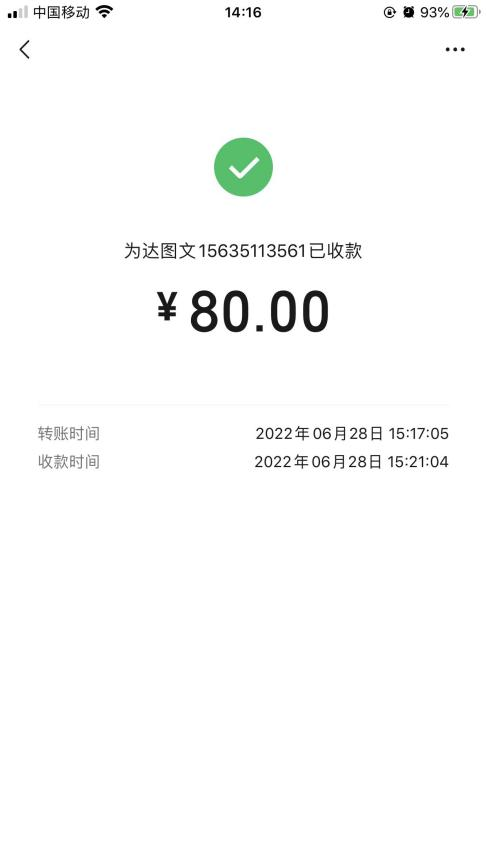 中国移动 14:16 93%
为达图文15635113561已收款
¥80.00
转账时间 2022年06月28日 15:17:05
收款时间 2022年06月28日 15:21:04